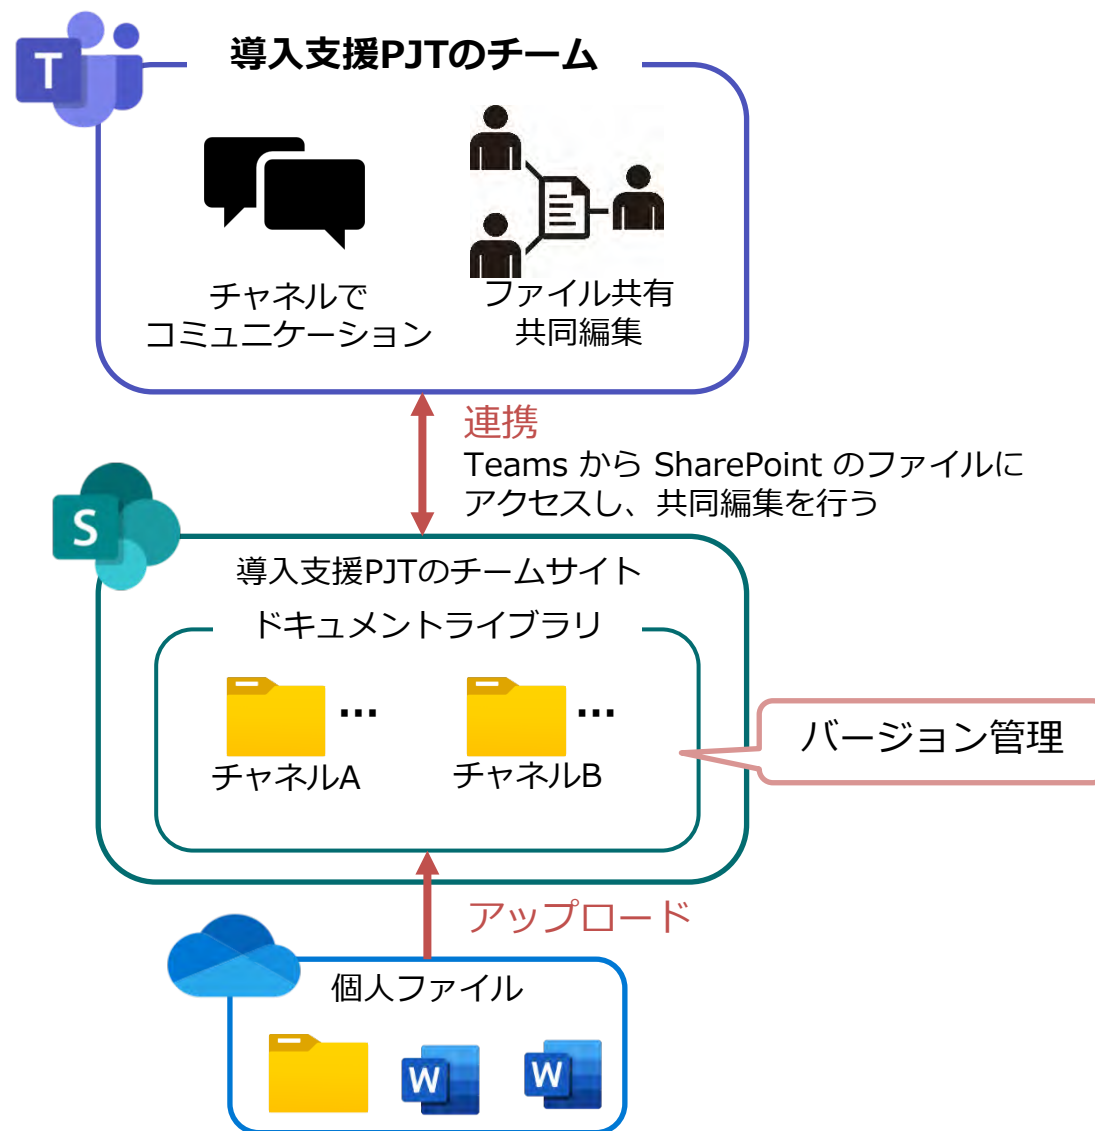 T
導入支援PJTのチーム
チャネルで
コミュニケーション
ファイル共有
共同編集
連携
Teams から SharePoint のファイルに
アクセスし、共同編集を行う
S
導入支援PJTのチームサイト
ドキュメントライブラリ
...
...
チャネルA
チャネルB
バージョン管理
アップロード
個人ファイル
W
W